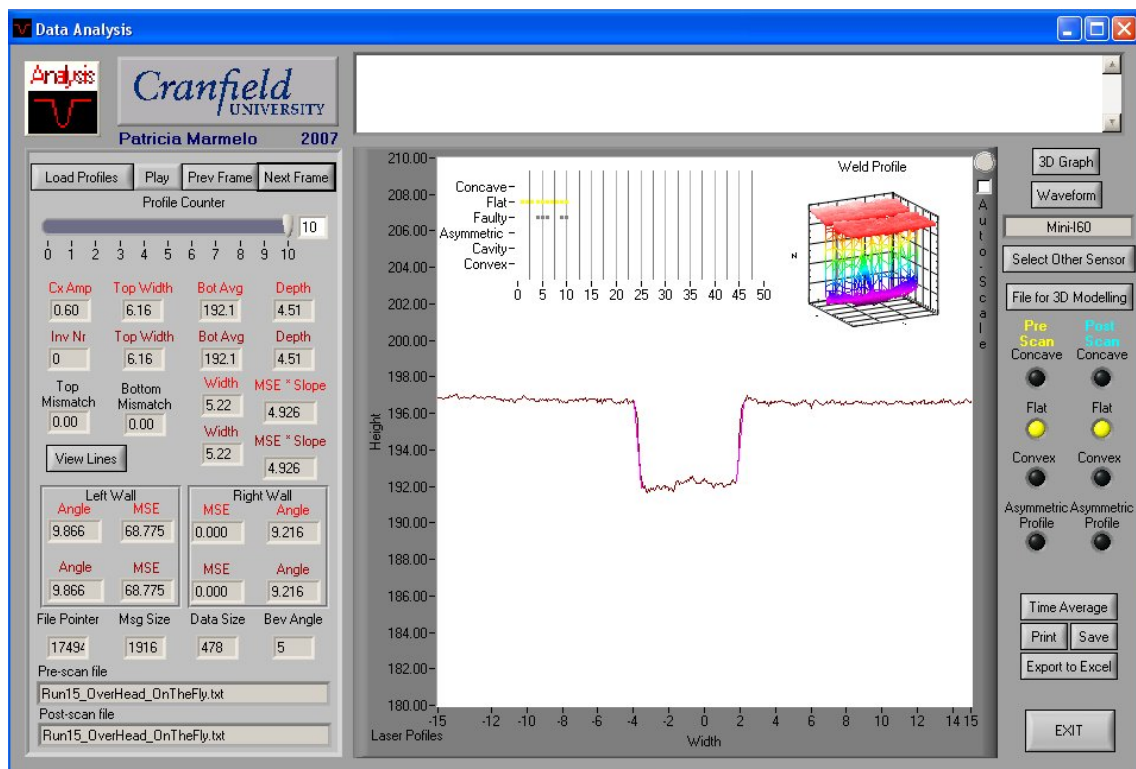 Data Analysis
Analysis
Cranfield
UNIVERSITY
Patricia Marmelo 2007
Load Profiles Play Prev Frame Next Frame
Profile Counter
10
0 1 2 3 4 5 6 7 8 9 10
Cx Amp Top Width Bot Avg Depth
0.60 6.16 192.1 4.51
Inv Nr Top Width Bot Avg Depth
0 6.16 192.1 4.51
Top Mismatch Bottom Mismatch Width MSE * Slope
0.00 0.00 5.22 4.926
Width MSE * Slope
5.22 4.926
View Lines
Left Wall Right Wall
Angle MSE MSE Angle
9.866 68.775 0.000 9.216
Angle MSE MSE Angle
9.866 68.775 0.000 9.216
File Pointer Msg Size Data Size Bev Angle
1916 478 5
Pre-scan file
Run15_OverHead_OnTheFly.txt
Post-scan file
Run15_OverHead_OnTheFly.txt
210.00
208.00
206.00
204.00
202.00
200.00
198.00
196.00
194.00
192.00
190.00
188.00
186.00
184.00
182.00
180.00
Height
-15 -12 -10 -8 -6 -4 -2 0 2 4 6 8 10 12 14 15
Width
Laser Pofiles
Concave
Flat
Faulty
Asymmetric
Cavity
Convex
0 5 10 15 20 25 30 35 40 45 50
Weld Profile
Z
Auto-Scale
3D Graph
Waveform
Mini-I60
Select Other Sensor
File for 3D Modelling
Pre Scan Post Scan
Concave Concave
Flat Flat
Convex Convex
Asymmetric Profile Asymmetric Profile
Time Average
Print Save
Export to Excel
EXIT